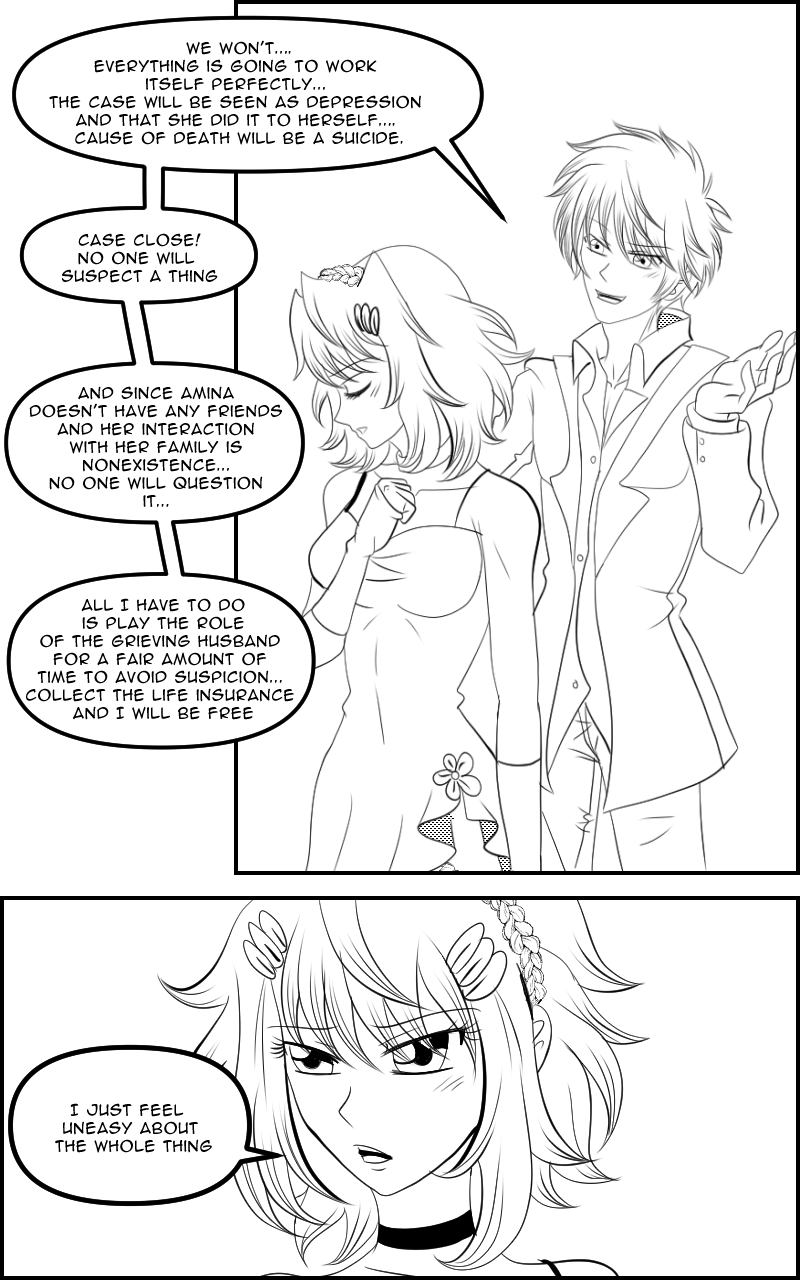 WE WON'T....
EVERYTHING IS GOING TO WORK
ITSELF PERFECTLY...
THE CASE WILL BE SEEN AS DEPRESSION
AND THAT SHE DID IT TO HERSELF....
CAUSE OF DEATH WILL BE A SUICIDE.
CASE CLOSE!
NO ONE WILL
SUSPECT A THING
AND SINCE AMINA
DOESN'T HAVE ANY FRIENDS
AND HER INTERACTION
WITH HER FAMILY IS
NONEXISTENCE...
NO ONE WILL QUESTION
IT...
ALL I HAVE TO DO
IS PLAY THE ROLE
OF THE GRIEVING HUSBAND
FOR A FAIR AMOUNT OF
TIME TO AVOID SUSPICION...
COLLECT THE LIFE INSURANCE
AND I WILL BE FREE
I JUST FEEL
UNEASY ABOUT
THE WHOLE THING